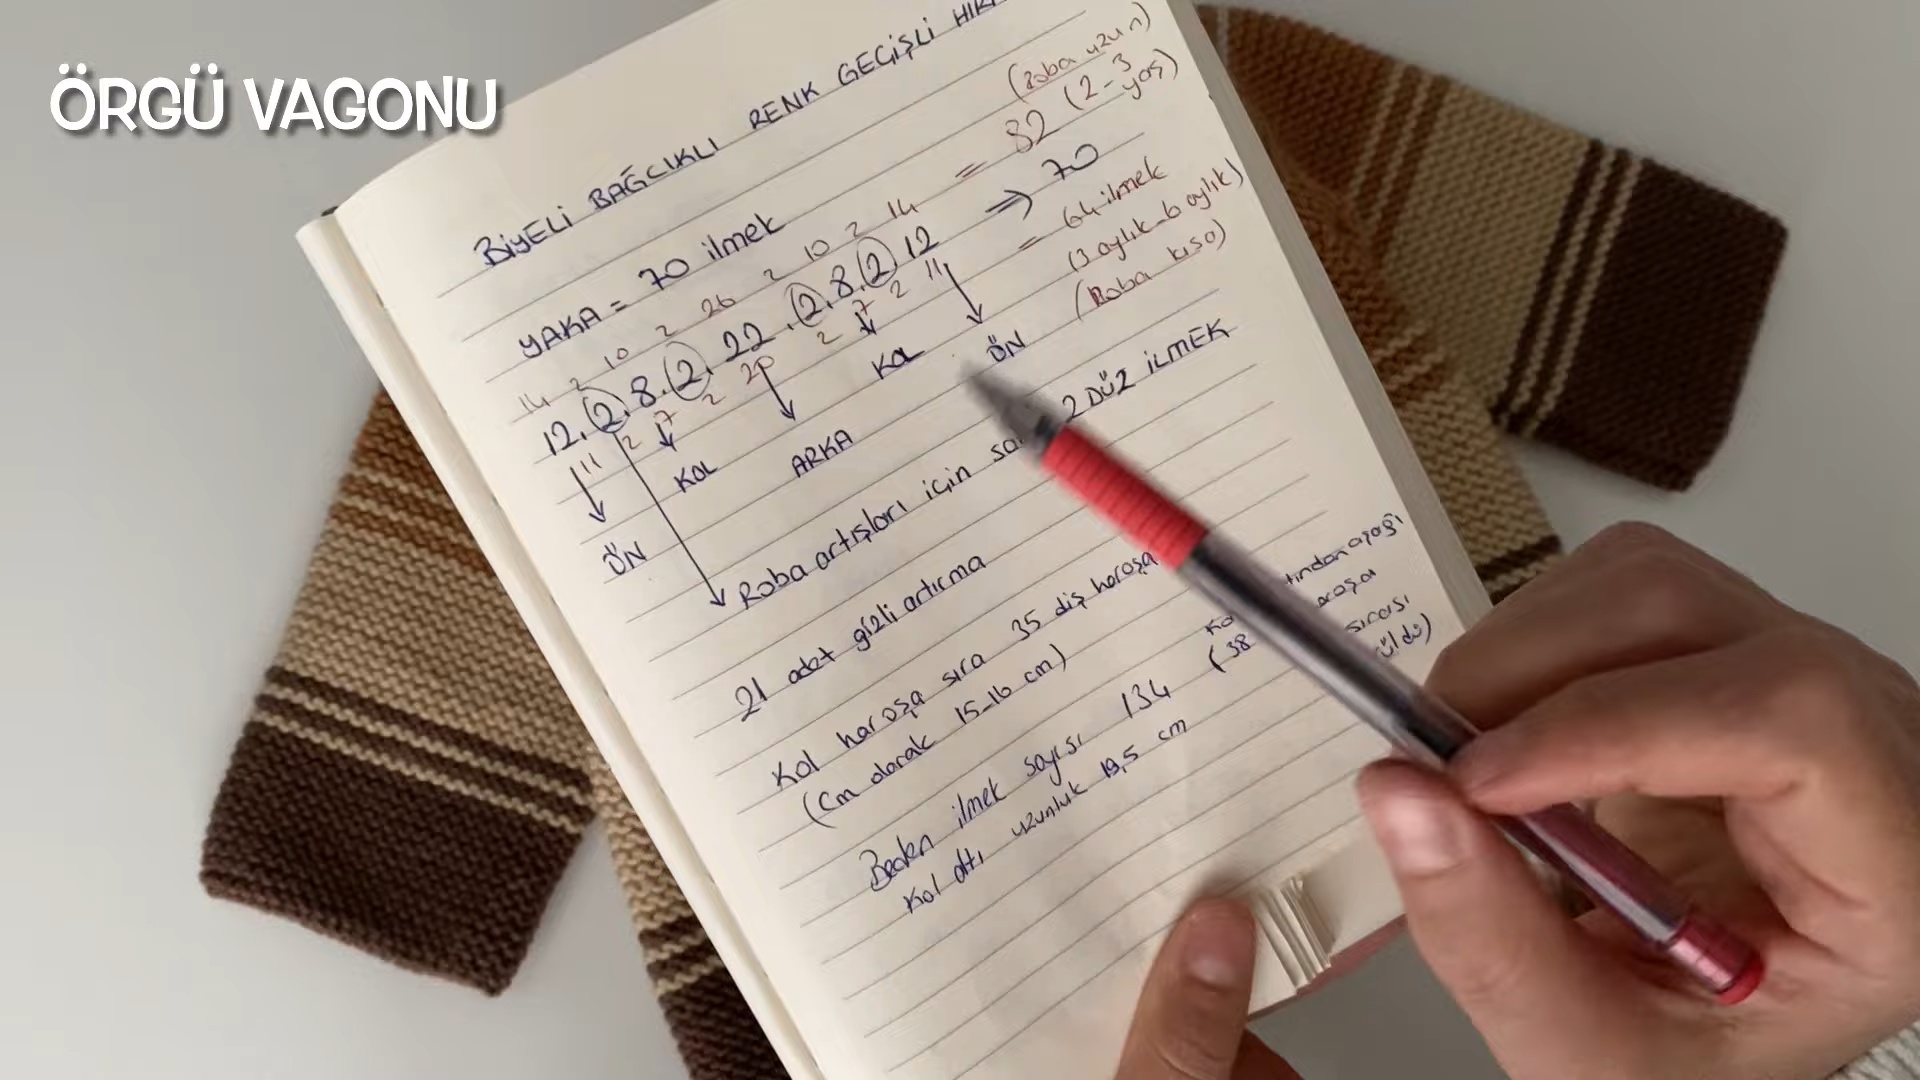 ÖRGÜ VAGONU
BİYELİ BAĞCIKLI RENK GEÇİŞLİ
(Roba uzun)
YAKA = 70 ilmek
14 2 10 2 26 2 10 2 14 = 82 (2-3 yaş)
12.2.8.2.22.2.8.2 12 ⇒ 70
11 2 7 2 20 2 7 2 11 = 64 ilmek
(3 aylık-6 aylık)
(Roba kısa)
ÖN KOL ARKA KOL ÖN
Roba artışları için 2 DÜZ İLMEK
21 adet gizli artırma
Kol haroşa sıra 35 diş haroşa
(cm olarak 15-16 cm)
Beden ilmek sayısı 134
Kol altı uzunluk 19,5 cm
(38